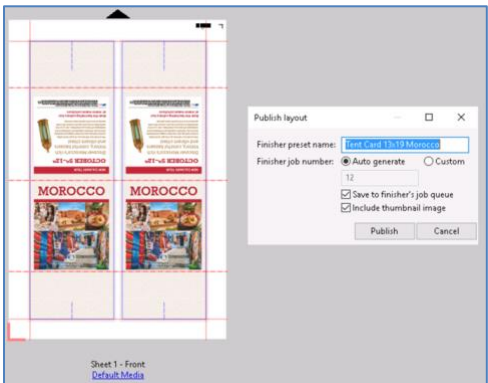 OCTOBER 5th-12th
MOROCCO
OCTOBER 5th-12th
MOROCCO
Sheet 1 - Front
Default Media
Publish layout
Finisher preset name: Tent Card 13x19 Morocco
Finisher job number: Auto generate Custom
12
Save to finisher's job queue
Include thumbnail image
Publish Cancel